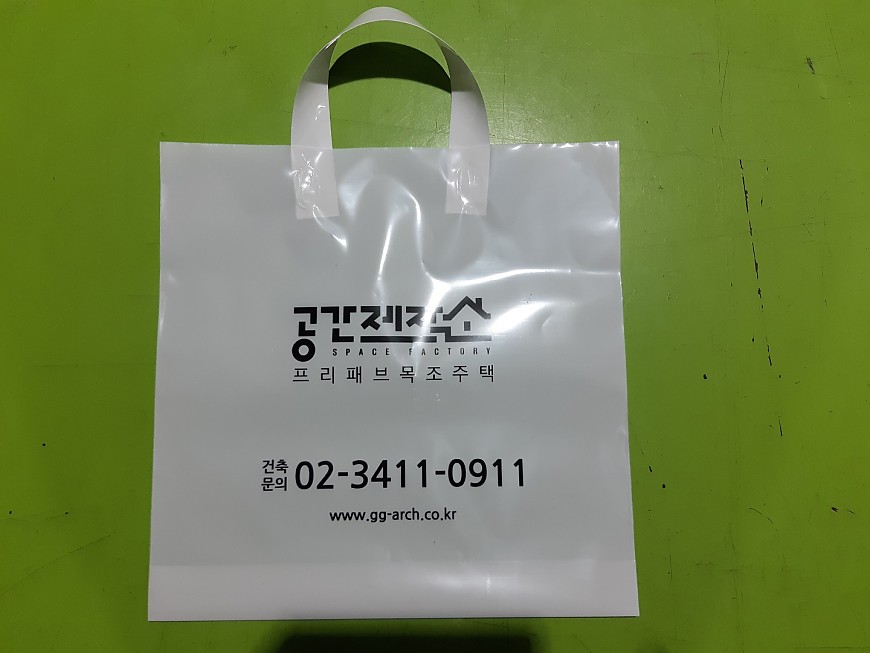 공간제작소
SPACE FACTORY
프리패브목조주택
건축
문의 02-3411-0911
www.gg-arch.co.kr